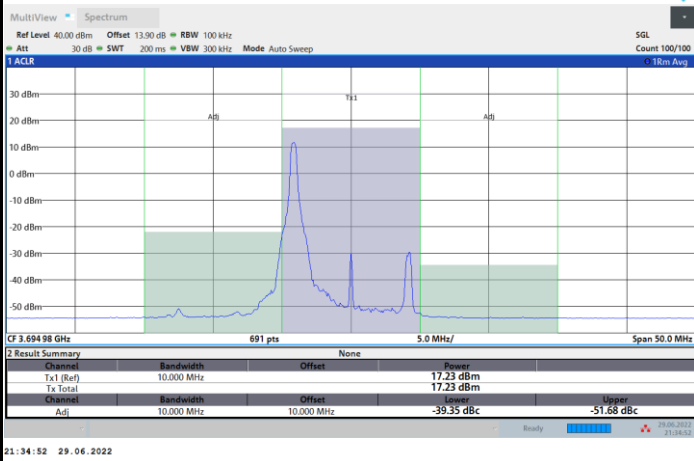 MultiView Spectrum
Ref Level 40.00 dBm Offset 13.90 dB RBW 100 kHz SGL
Att 30 dB SWT 200 ms VBW 300 kHz Mode Auto Sweep Count 100/100
1 ACLR 1Rm Avg
30 dBm
Tx1
20 dBm
Adj Adj
10 dBm
0 dBm
-10 dBm
-20 dBm
-30 dBm
-40 dBm
-50 dBm
CF 3.694 98 GHz 691 pts 5.0 MHz/ Span 50.0 MHz
2 Result Summary None
Channel Bandwidth Offset Power
Tx1 (Ref) 10.000 MHz 17.23 dBm
Tx Total 17.23 dBm
Channel Bandwidth Offset Lower Upper
Adj 10.000 MHz 10.000 MHz -39.35 dBc -51.68 dBc
Ready 29.06.2022
21:34:52
21:34:52 29.06.2022